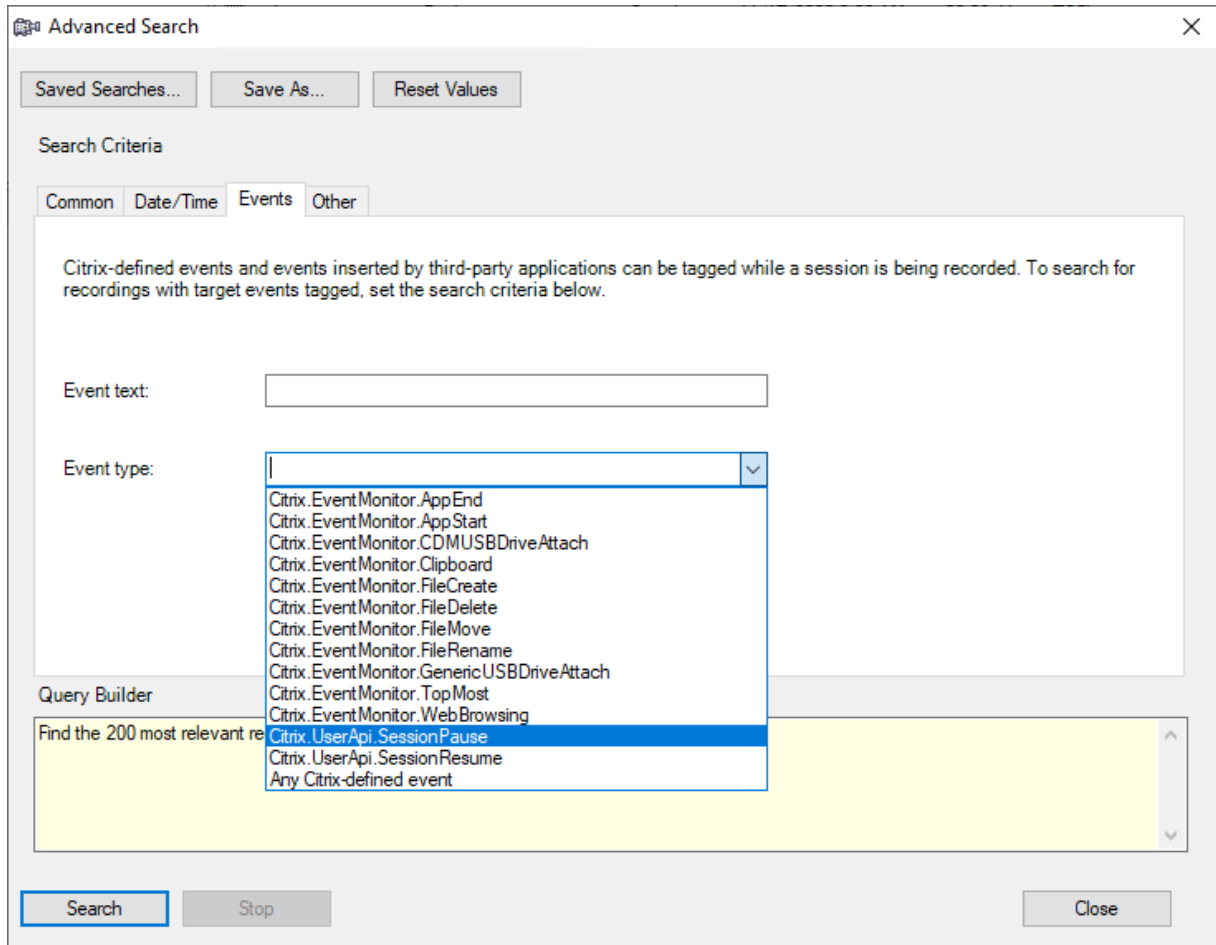 Advanced Search
Saved Searches...
Save As...
Reset Values
Search Criteria
Common
Date/Time
Events
Other
Citrix-defined events and events inserted by third-party applications can be tagged while a session is being recorded. To search for
recordings with target events tagged, set the search criteria below.
Event text:
Event type:
Citrix.EventMonitor.AppEnd
Citrix.EventMonitor.AppStart
Citrix.EventMonitor.CDMUSBDriveAttach
Citrix.EventMonitor.Clipboard
Citrix.EventMonitor.FileCreate
Citrix.EventMonitor.FileDelete
Citrix.EventMonitor.FileMove
Citrix.EventMonitor.FileRename
Citrix.EventMonitor.GenericUSBDriveAttach
Citrix.EventMonitor.TopMost
Citrix.EventMonitor.WebBrowsing
Citrix.UserApi.SessionPause
Citrix.UserApi.SessionResume
Any Citrix-defined event
Query Builder
Find the 200 most relevant re
Search
Stop
Close